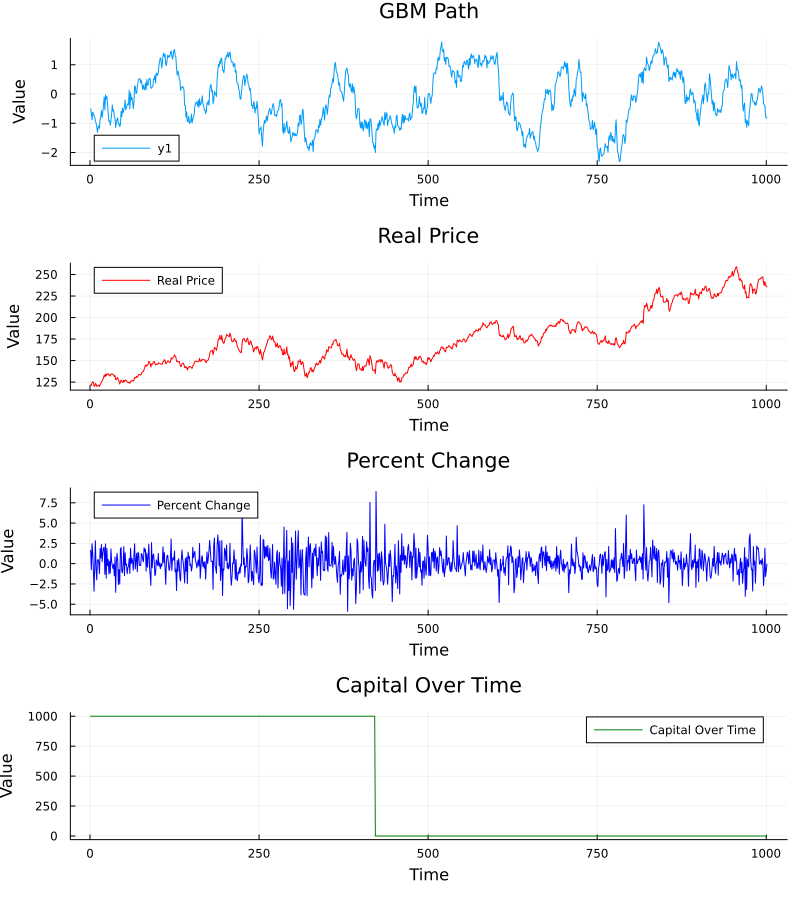 GBM Path
Value
1
0
−1
−2
y1
0 250 500 750 1000
Time
Real Price
Value
250
225
200
175
150
125
Real Price
0 250 500 750 1000
Time
Percent Change
Value
7.5
5.0
2.5
0.0
−2.5
−5.0
Percent Change
0 250 500 750 1000
Time
Capital Over Time
Value
1000
750
500
250
0
Capital Over Time
0 250 500 750 1000
Time